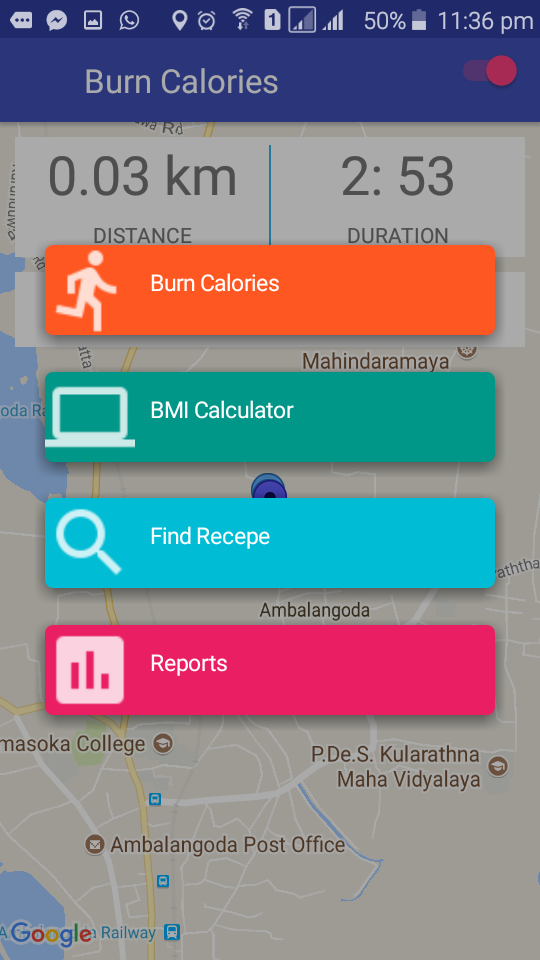 1
50%
11:36 pm
Burn Calories
Rd
0.03 km
2: 53
DISTANCE
DURATION
Burn Calories
Mahindaramaya
BMI Calculator
Find Recepe
Ambalangoda
Reports
masoka College
P.De.S. Kularathna
Maha Vidyalaya
Ambalangoda Post Office
Google
Railway